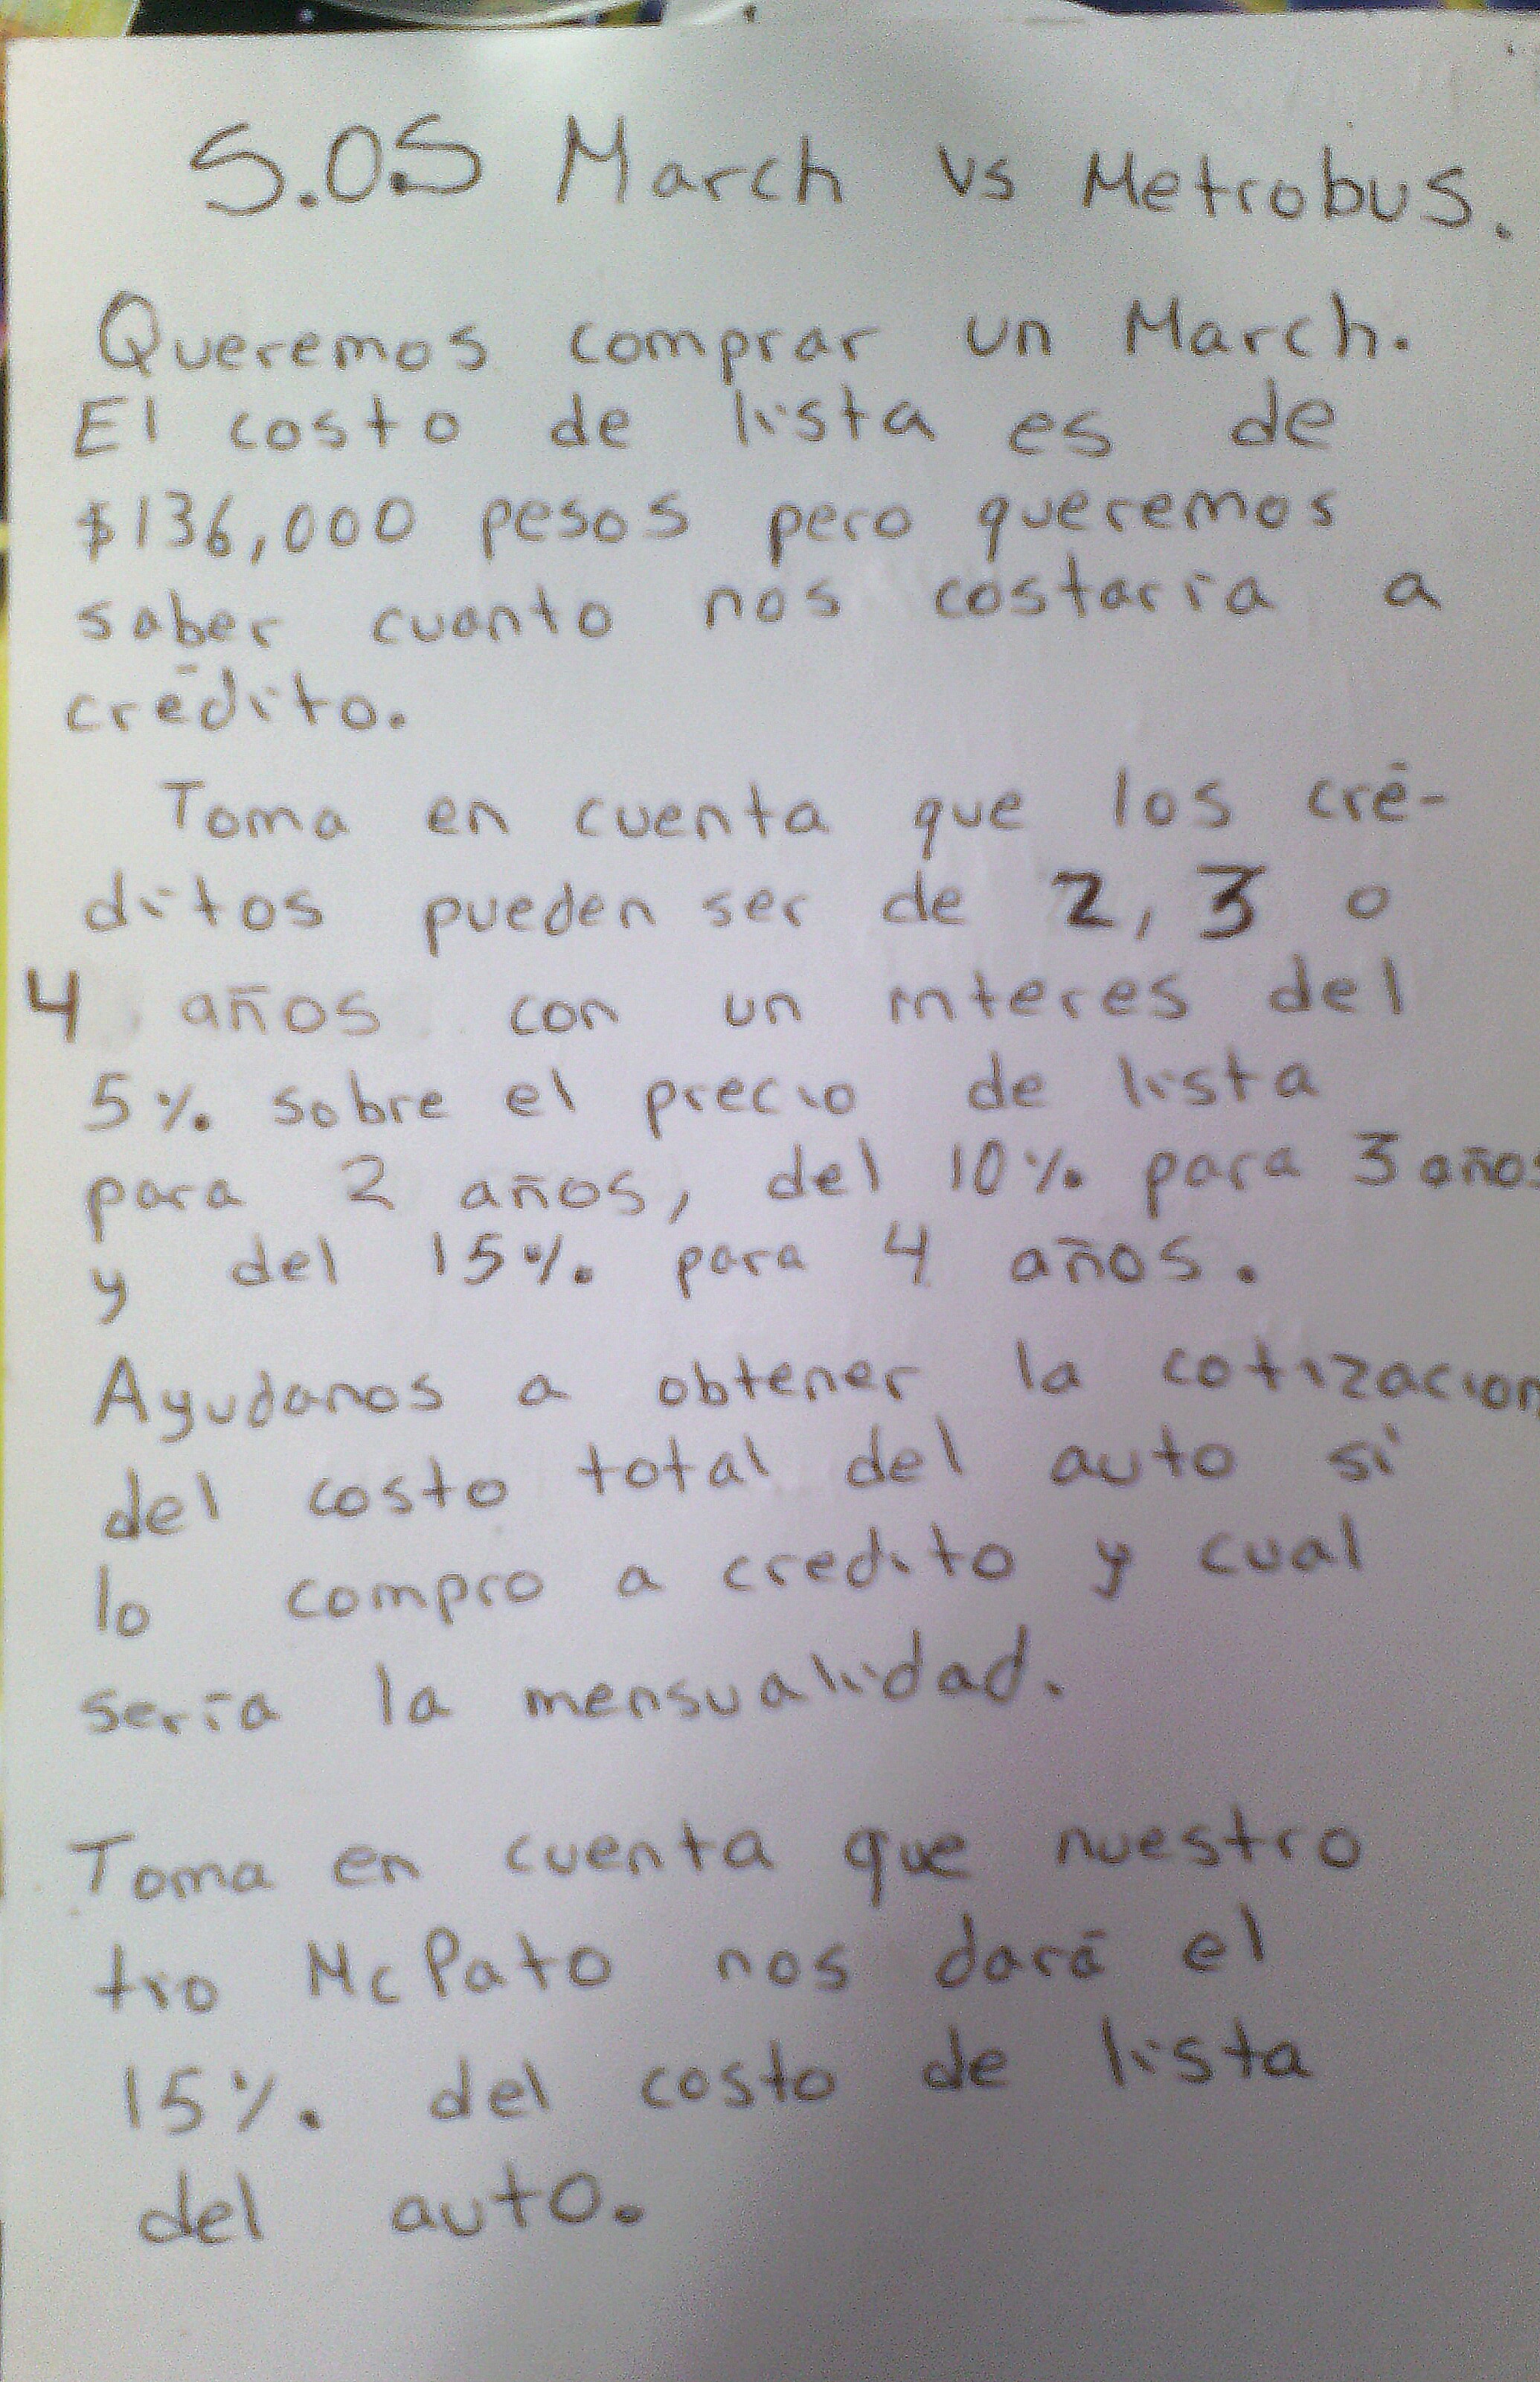 S.O.S March vs Metrobus.
Queremos comprar un March.
El costo de lista es de
$136,000 pesos pero queremos
saber cuanto nos costaría a
crédito.
Toma en cuenta que los cré-
ditos pueden ser de 2, 3 o
4 años con un interes del
5% sobre el precio de lista
para 2 años, del 10% para 3 años
y del 15% para 4 años.
Ayudanos a obtener la cotizacion
del costo total del auto si
lo compro a credito y cual
sería la mensualidad.
Toma en cuenta que nuestro
tio McPato nos dará el
15% del costo de lista
del auto.